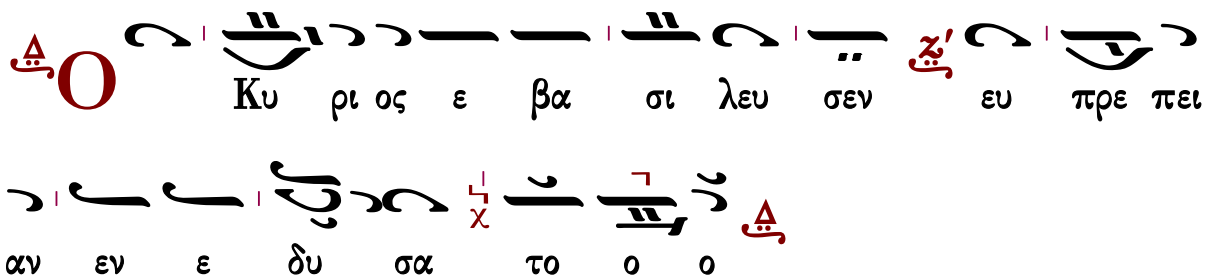 Ο Κυ ρι ος ε βα σι λευ σεν ευ πρε πει
αν εν ε δυ σα το ο ο